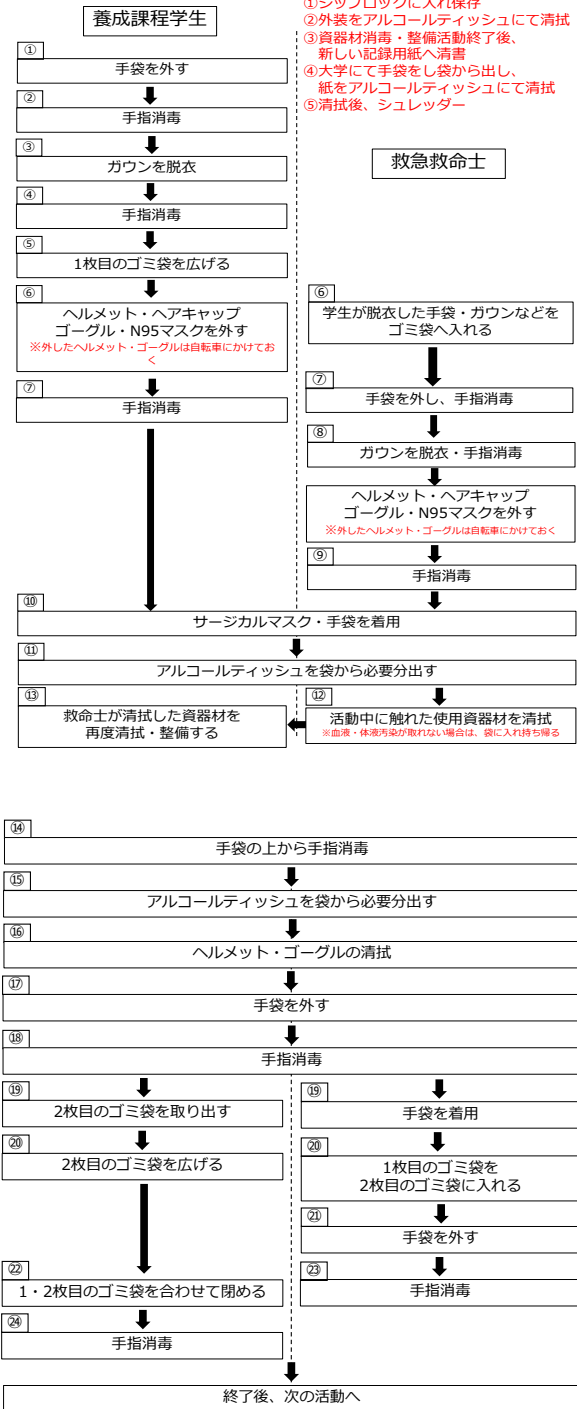 養成課程学生
①ジップロックに入れ保存
②外装をアルコールティッシュにて清拭
③資器材消毒・整備活動終了後、
新しい記録用紙へ清書
④大学にて手袋をし袋から出し、
紙をアルコールティッシュにて清拭
⑤清拭後、シュレッダー
救急救命士
①
手袋を外す
②
手指消毒
③
ガウンを脱衣
④
手指消毒
⑤
1枚目のゴミ袋を広げる
⑥
ヘルメット・ヘアキャップ
ゴーグル・N95マスクを外す
※外したヘルメット・ゴーグルは自転車にかけてお
く
⑦
手指消毒
⑥
学生が脱衣した手袋・ガウンなどを
ゴミ袋へ入れる
⑦
手袋を外し、手指消毒
⑧
ガウンを脱衣・手指消毒
ヘルメット・ヘアキャップ
ゴーグル・N95マスクを外す
※外したヘルメット・ゴーグルは自転車にかけておく
⑨
手指消毒
⑩
サージカルマスク・手袋を着用
⑪
アルコールティッシュを袋から必要分出す
⑬
救命士が清拭した資器材を
再度清拭・整備する
⑫
活動中に触れた使用資器材を清拭
※血液・体液汚染が取れない場合は、袋に入れ持ち帰る
⑭
手袋の上から手指消毒
⑮
アルコールティッシュを袋から必要分出す
⑯
ヘルメット・ゴーグルの清拭
⑰
手袋を外す
⑱
手指消毒
⑲
2枚目のゴミ袋を取り出す
⑳
2枚目のゴミ袋を広げる
⑲
手袋を着用
⑳
1枚目のゴミ袋を
2枚目のゴミ袋に入れる
㉑
手袋を外す
㉒
1・2枚目のゴミ袋を合わせて閉める
㉓
手指消毒
㉔
手指消毒
終了後、次の活動へ